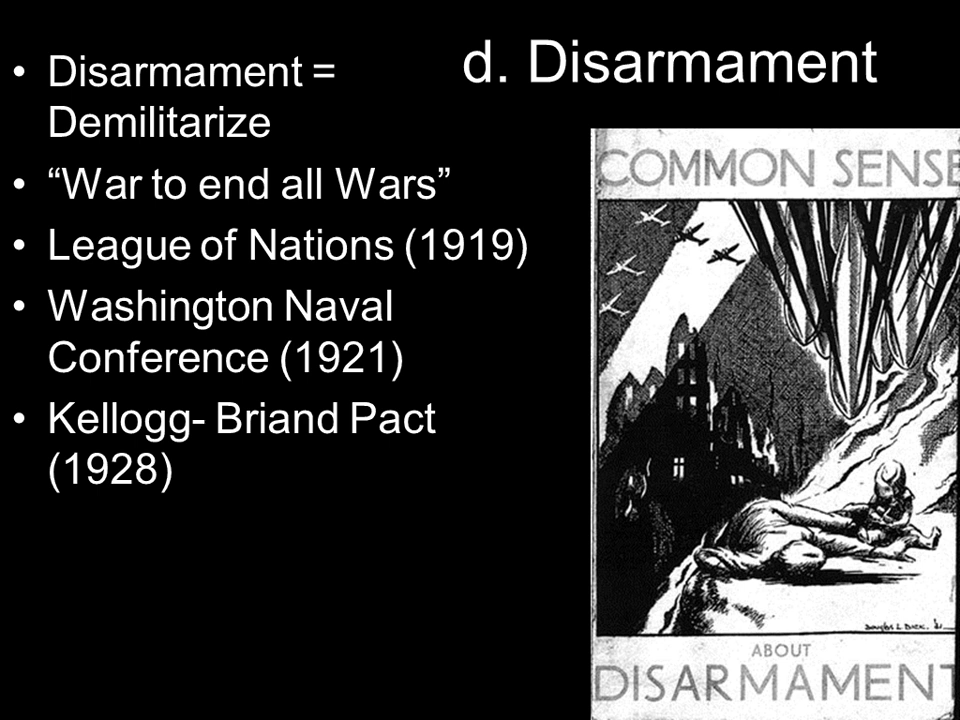 d. Disarmament
• Disarmament =
Demilitarize
• “War to end all Wars”
• League of Nations (1919)
• Washington Naval
Conference (1921)
• Kellogg- Briand Pact
(1928)
COMMON SENSE
ABOUT
DISARMAMENT